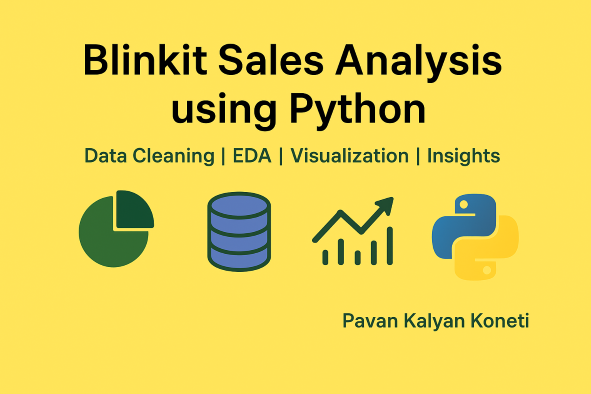 Blinkit Sales Analysis
using Python
Data Cleaning | EDA | Visualization | Insights
Pavan Kalyan Koneti